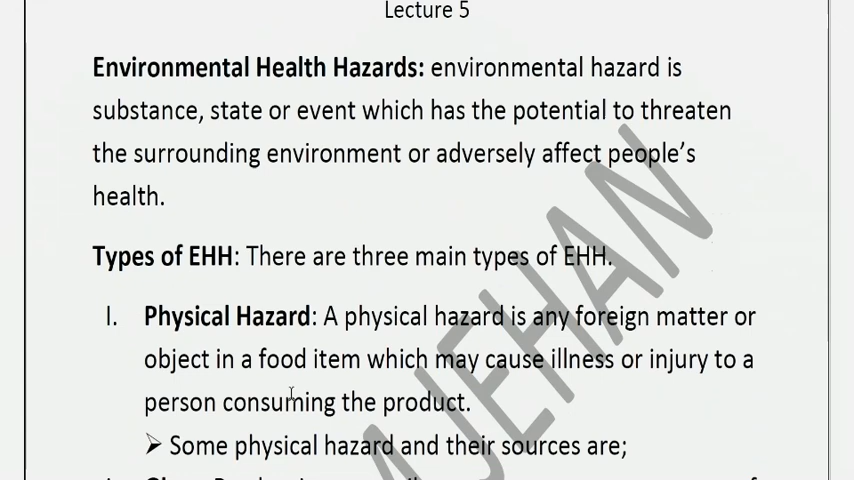 Lecture 5
Environmental Health Hazards: environmental hazard is
substance, state or event which has the potential to threaten
the surrounding environment or adversely affect people's
health.
Types of EHH: There are three main types of EHH.
I. Physical Hazard: A physical hazard is any foreign matter or
object in a food item which may cause illness or injury to a
person consuming the product.
➢ Some physical hazard and their sources are;
JEHAN